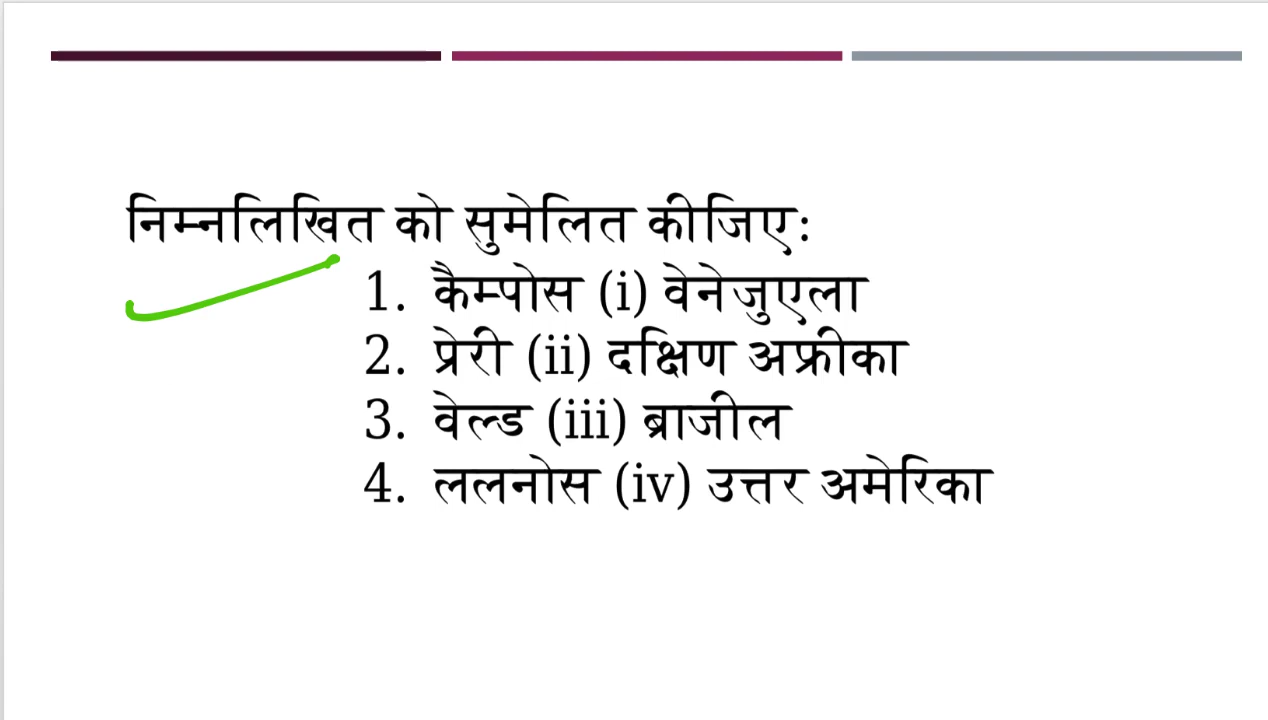 निम्नलिखित को सुमेलित कीजिए:
1. कैम्पोस (i) वेनेजुएला
2. प्रेरी (ii) दक्षिण अफ्रीका
3. वेल्ड (iii) ब्राजील
4. ललनोस (iv) उत्तर अमेरिका